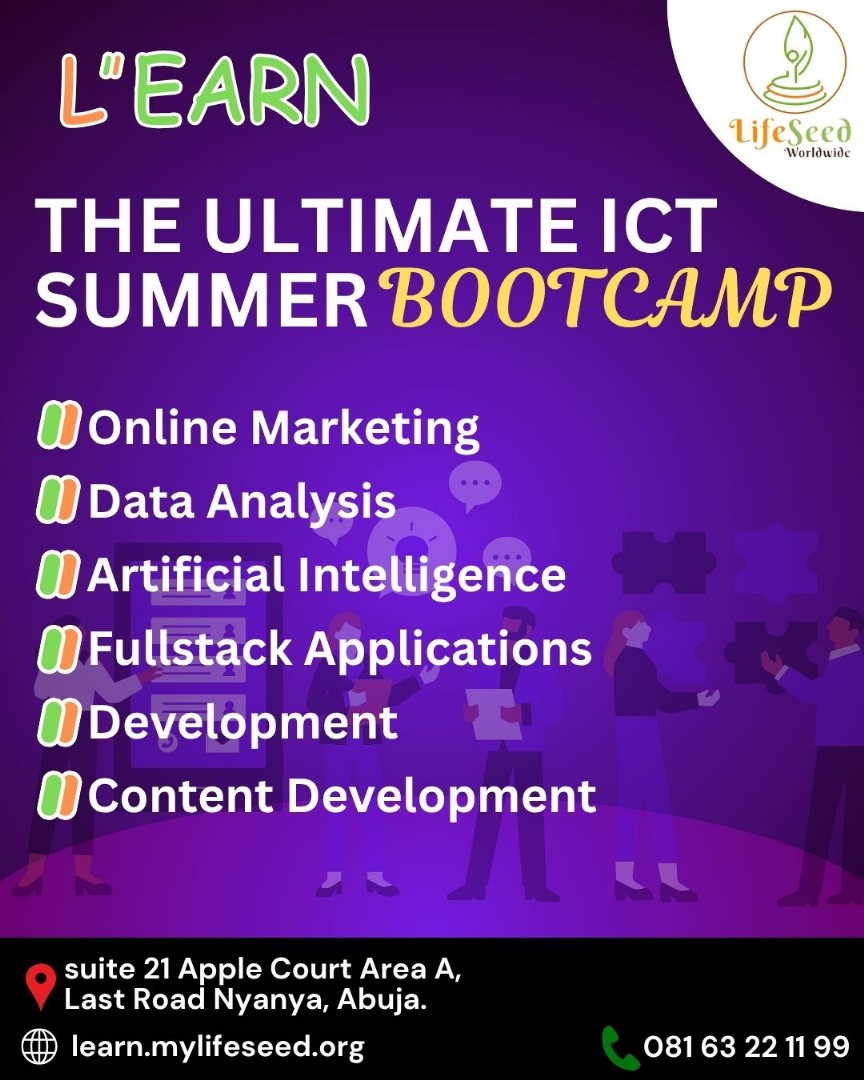 L"EARN
LifeSeed
Worldwide
THE ULTIMATE ICT
SUMMER BOOTCAMP
Online Marketing
Data Analysis
Artificial Intelligence
Fullstack Applications
Development
Content Development
suite 21 Apple Court Area A,
Last Road Nyanya, Abuja.
learn.mylifeseed.org
081 63 22 11 99